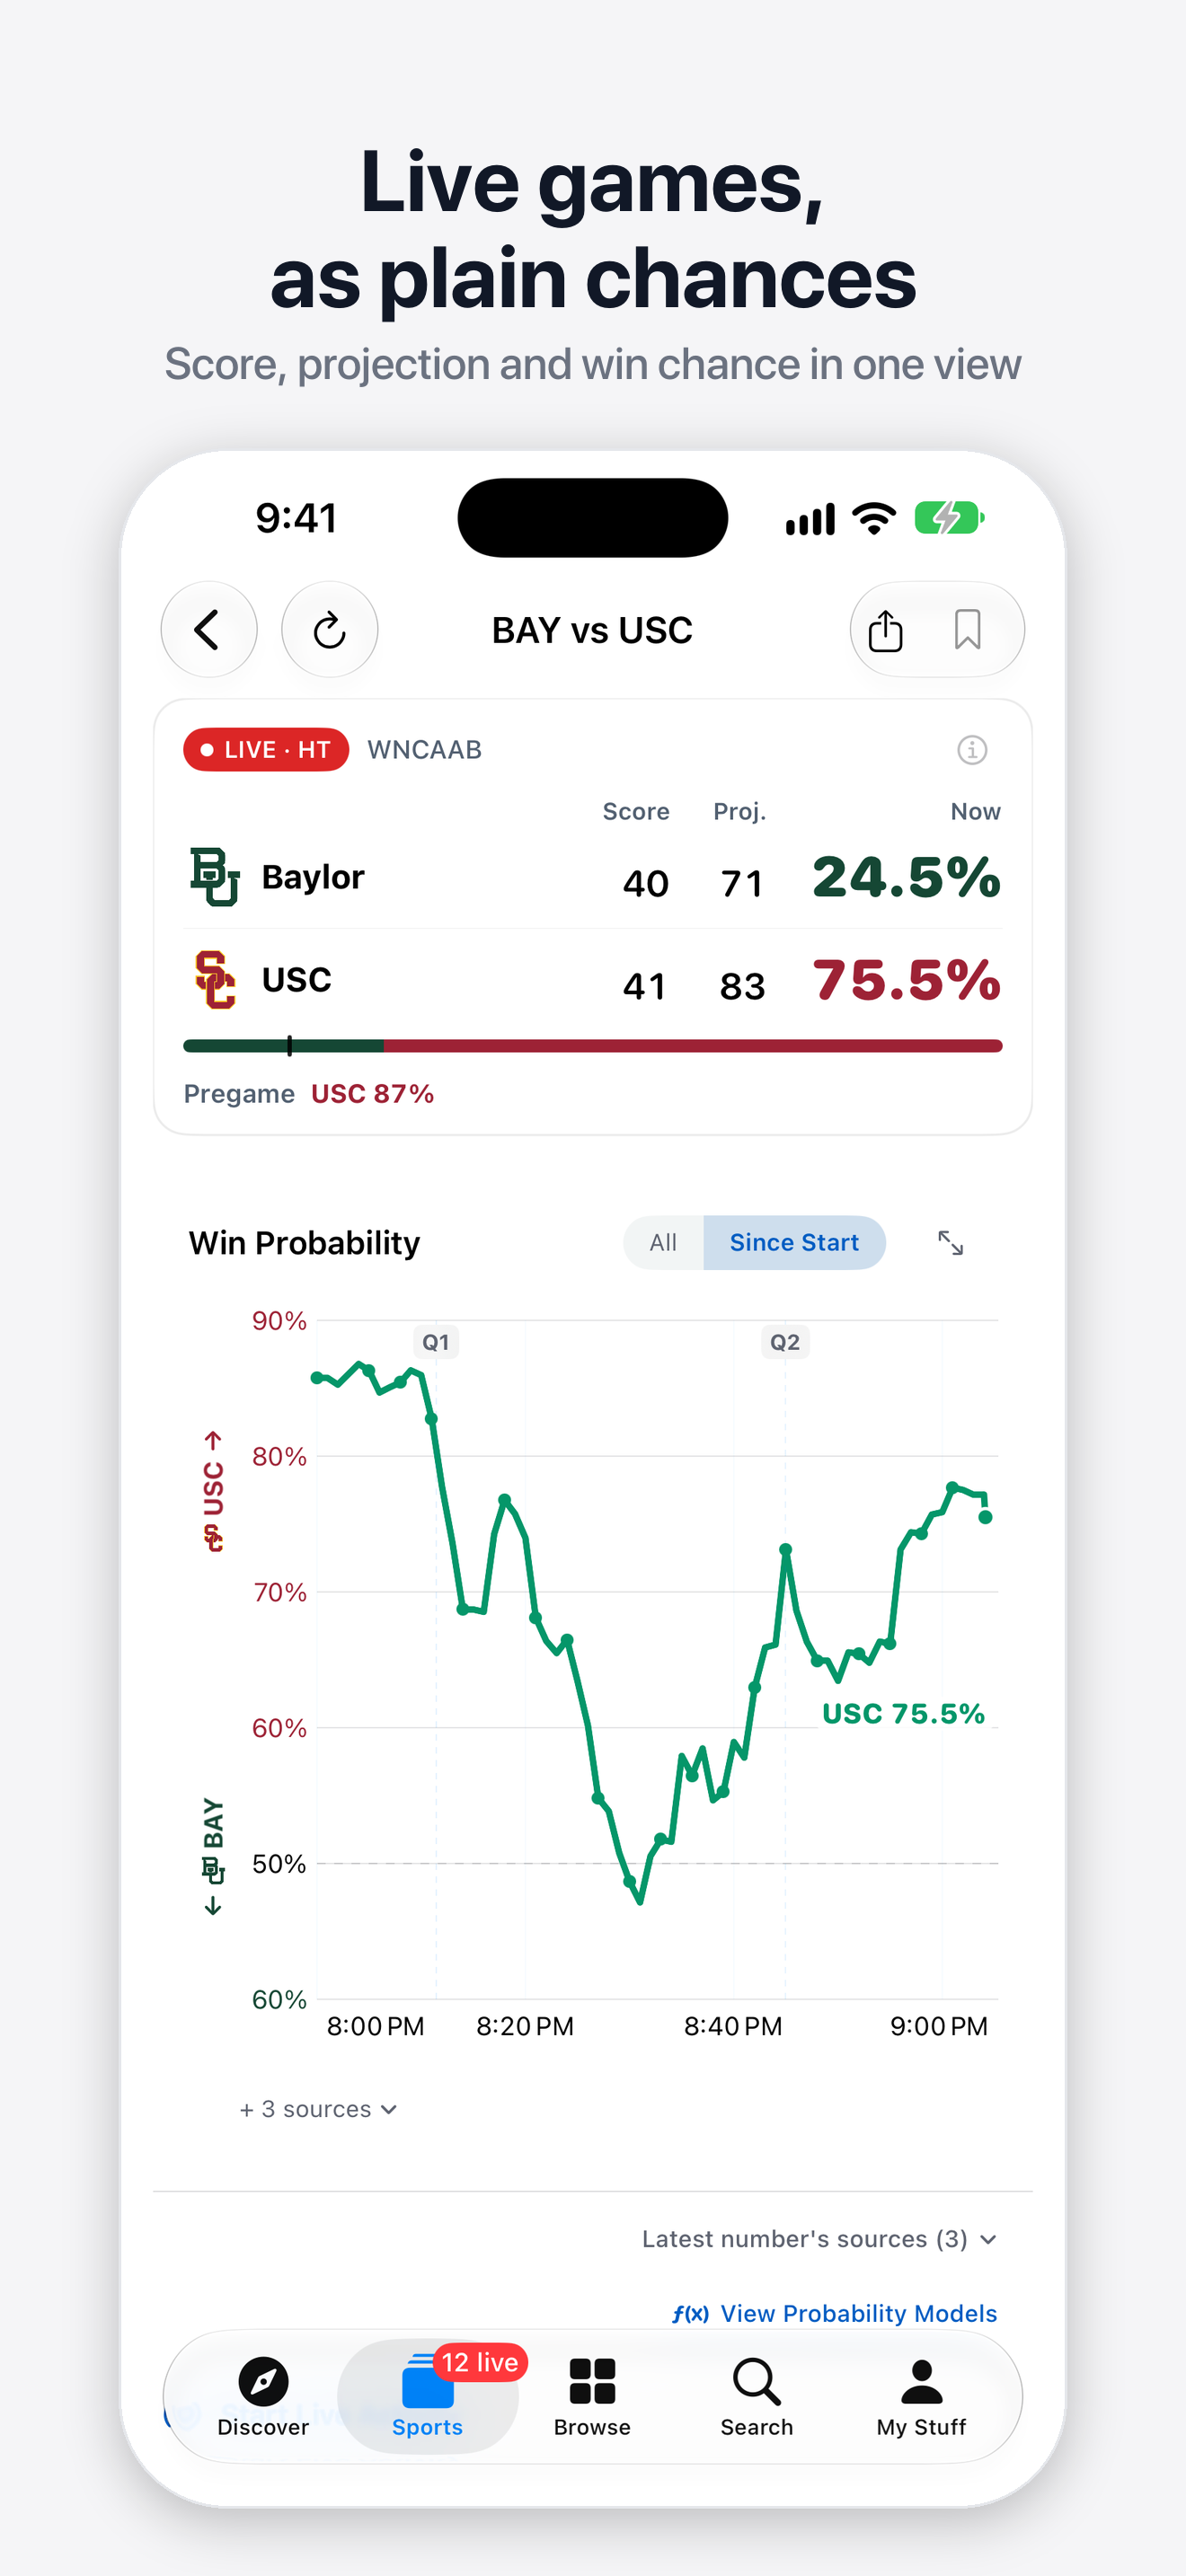 Live games,
as plain chances
Score, projection and win chance in one view
9:41
BAY vs USC
LIVE · HT WNCAAB
Score Proj. Now
Baylor 40 71 24.5%
USC 41 83 75.5%
Pregame USC 87%
Win Probability All Since Start
90%
Q1 Q2
80%
USC →
70%
60%
USC 75.5%
← BAY
50%
60%
8:00 PM 8:20 PM 8:40 PM 9:00 PM
+ 3 sources
Latest number's sources (3)
f(x) View Probability Models
12 live
Discover Sports Browse Search My Stuff